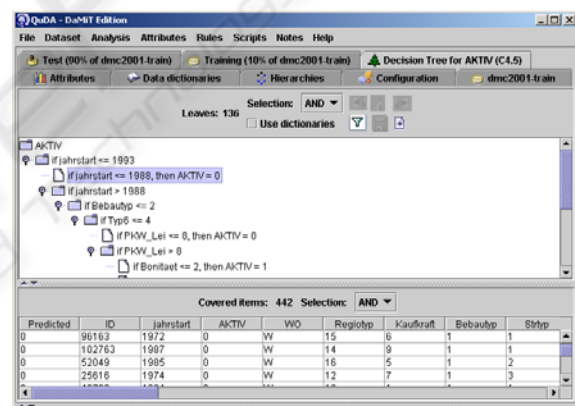 QuDA - DaMiT Edition
File Dataset Analysis Attributes Rules Scripts Notes Help
Test (90% of dmc2001-train) Training (10% of dmc2001-train) Decision Tree for AKTIV (C4.5)
Attributes Data dictionaries Hierarchies Configuration dmc2001-train
Leaves: 136 Selection: AND
Use dictionaries
AKTIV
if jahrstart <= 1993
if jahrstart <= 1988, then AKTIV = 0
if jahrstart > 1988
if Bebautyp <= 2
if Typ6 <= 4
if PKW_Lei <= 8, then AKTIV = 0
if PKW_Lei > 8
if Bonitaet <= 2, then AKTIV = 1
Covered items: 442 Selection: AND
Predicted ID jahrstart AKTIV WO Regiotyp Kaufkraft Bebautyp Strtyp
0 96163 1972 0 W 15 6 1 1
0 102763 1987 0 W 14 9 1 1
0 52049 1985 0 W 16 5 1 2
0 25616 1974 0 W 12 7 1 3